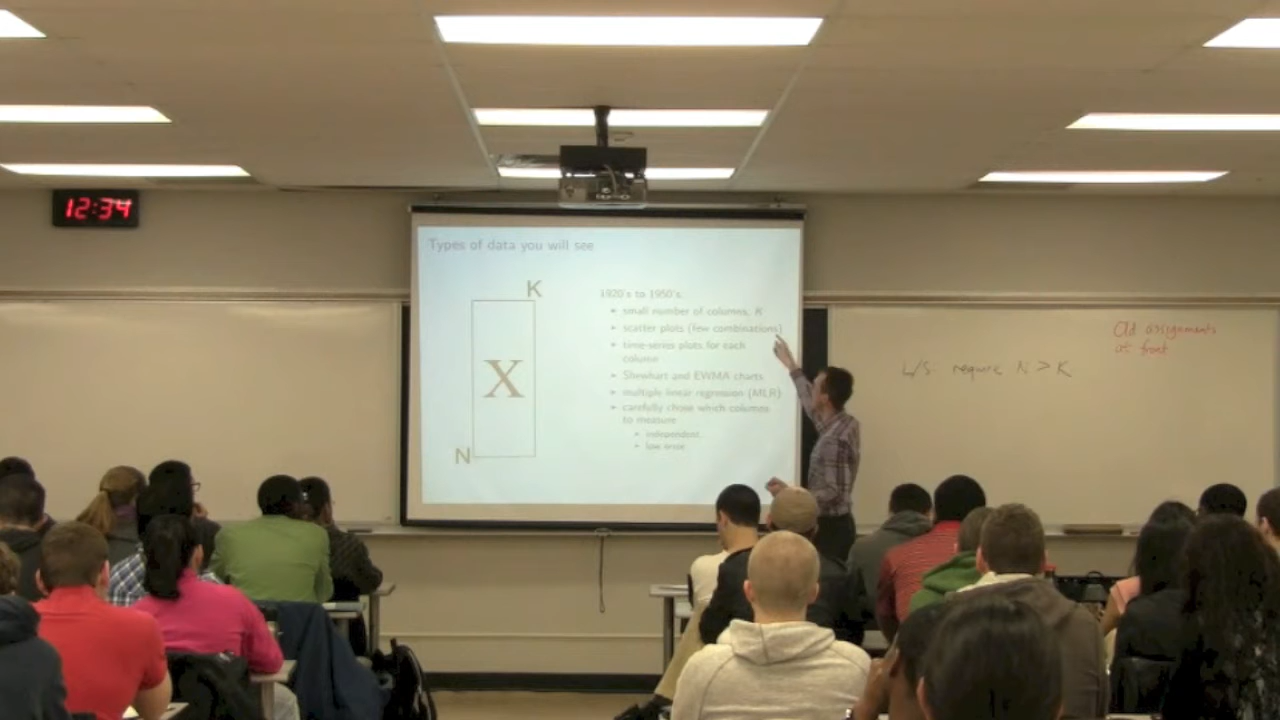 12:34
Types of data you will see
K
X
N
1920's to 1950's:
small number of columns, K
scatter plots (few combinations)
time-series plots for each
column
Shewhart and EWMA charts
multiple linear regression (MLR)
carefully chose which columns
to measure
independent
low error
Old assignments
at front
L/S. require N > K